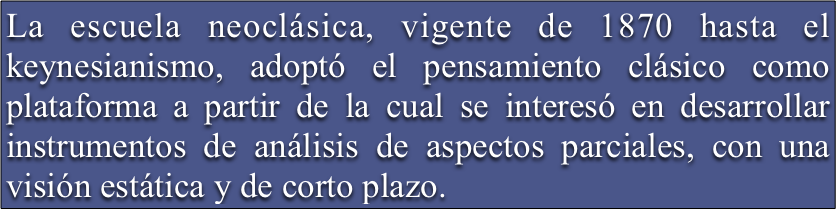 La escuela neoclásica, vigente de 1870 hasta el
keynesianismo, adoptó el pensamiento clásico como
plataforma a partir de la cual se interesó en desarrollar
instrumentos de análisis de aspectos parciales, con una
visión estática y de corto plazo.